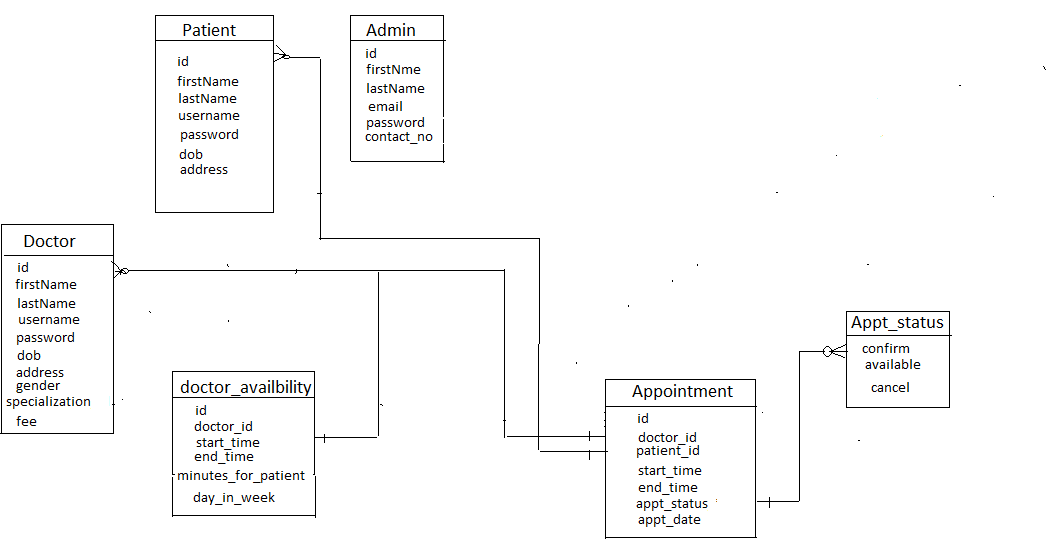 Patient
id
firstName
lastName
username
password
dob
address
Admin
id
firstNme
lastName
email
password
contact_no
Doctor
id
firstName
lastName
username
password
dob
address
gender
specialization
fee
doctor_availbility
id
doctor_id
start_time
end_time
minutes_for_patient
day_in_week
Appointment
id
doctor_id
patient_id
start_time
end_time
appt_status
appt_date
Appt_status
confirm
available
cancel